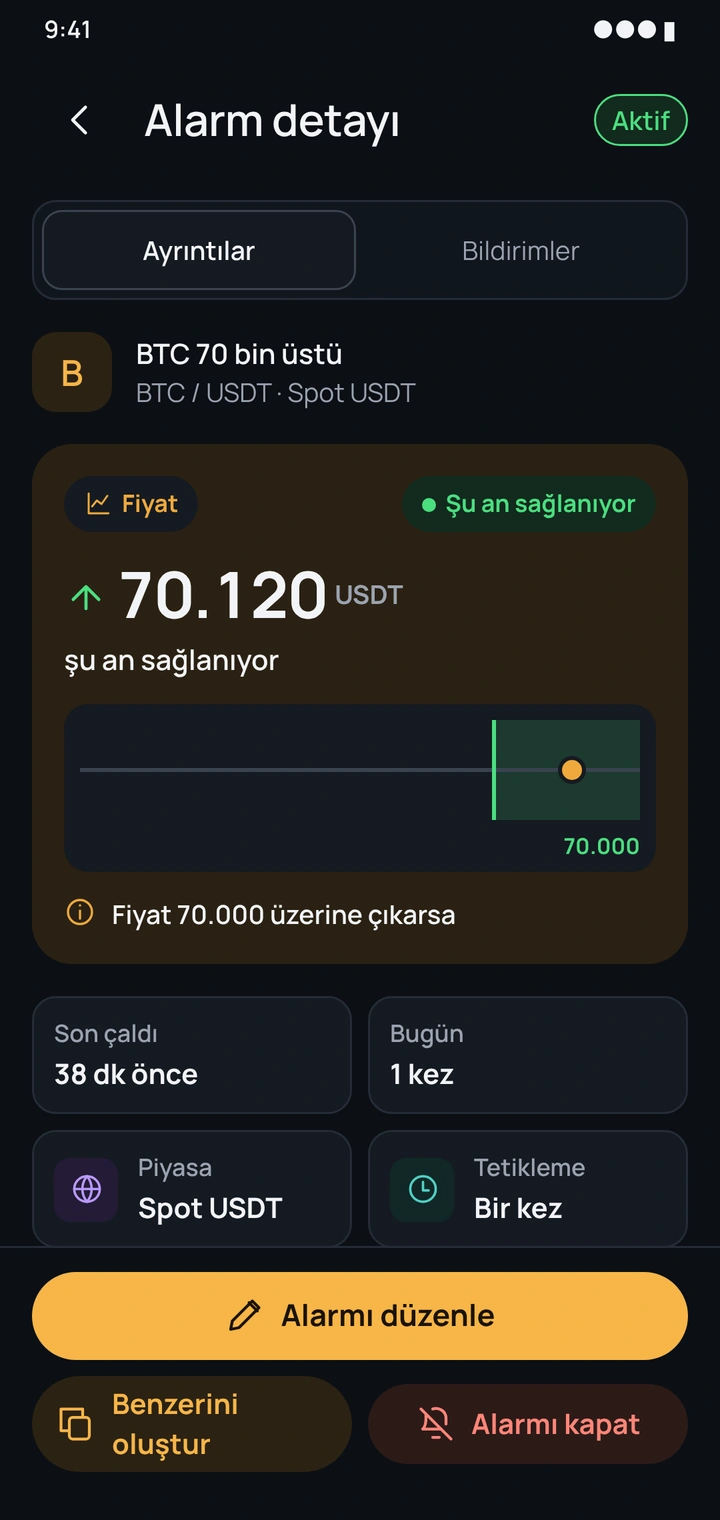 9:41
Alarm detayı
Aktif
Ayrıntılar
Bildirimler
B
BTC 70 bin üstü
BTC / USDT · Spot USDT
Fiyat
Şu an sağlanıyor
70.120 USDT
şu an sağlanıyor
70.000
Fiyat 70.000 üzerine çıkarsa
Son çaldı
38 dk önce
Bugün
1 kez
Piyasa
Spot USDT
Tetikleme
Bir kez
Alarmı düzenle
Benzerini
oluştur
Alarmı kapat